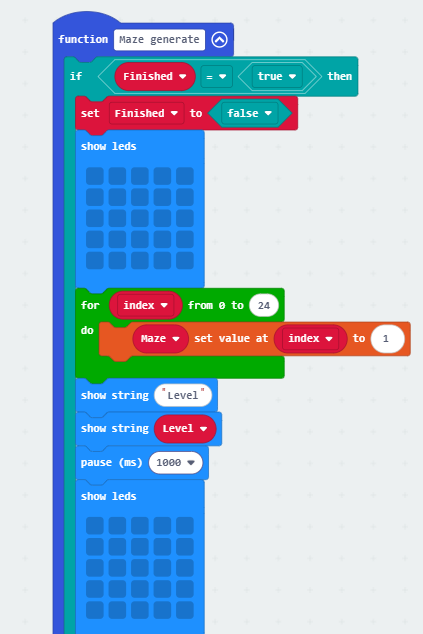 function Maze generate
if Finished = true then
set Finished to false
show leds
for index from 0 to 24
do Maze set value at index to 1
show string "Level"
show string Level
pause (ms) 1000
show leds